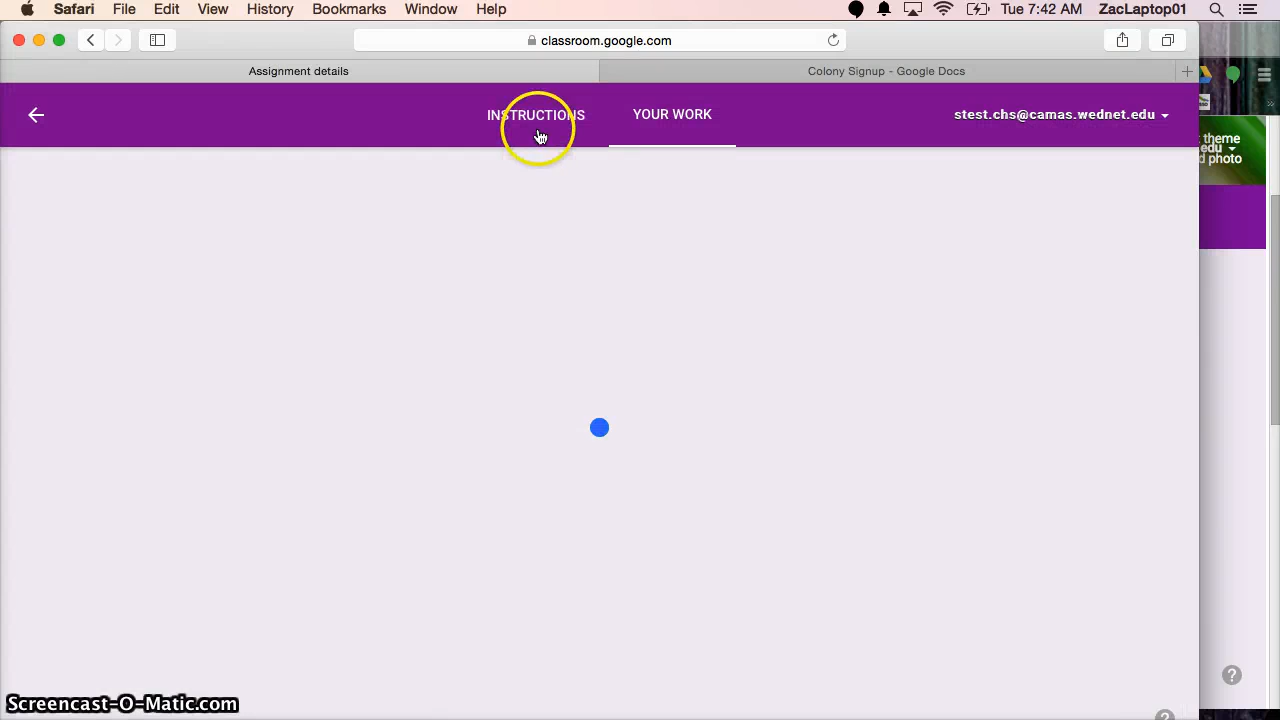 Safari File Edit View History Bookmarks Window Help Tue 7:42 AM ZacLaptop01
classroom.google.com
Assignment details Colony Signup - Google Docs
INSTRUCTIONS YOUR WORK stest.chs@camas.wednet.edu
t theme
edu
d photo
?
?
Screencast-O-Matic.com